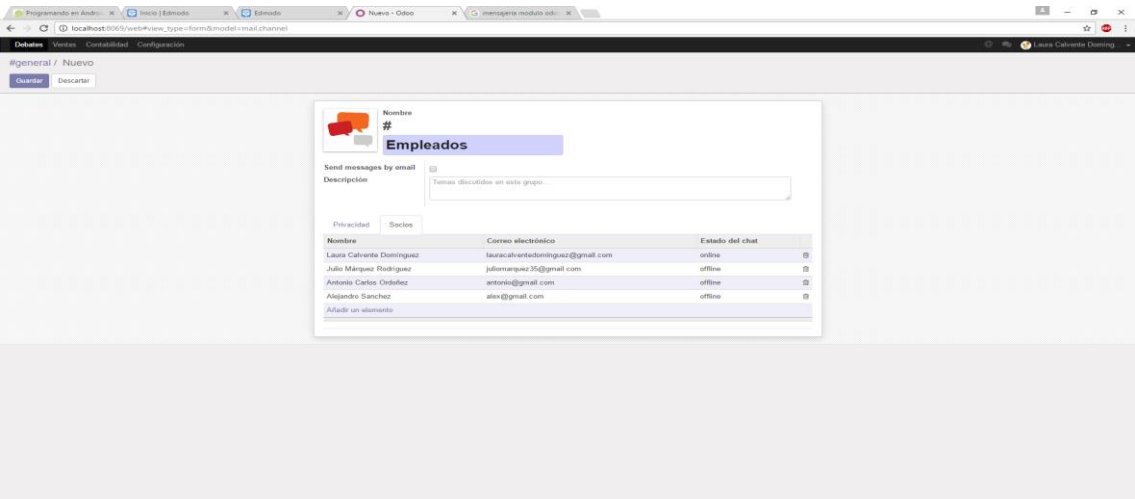 Programando en Andro
Inicio | Edmodo
Edmodo
Nuevo - Odoo
mensajeria modulo odo
localhost:8069/web#view_type=form&model=mail.channel
Debates Ventas Contabilidad Configuración
Laura Calvente Doming...
#general / Nuevo
Guardar Descartar
Nombre
#
Empleados
Send messages by email
Descripción
Temas discutidos en este grupo...
Privacidad Socios
Nombre Correo electrónico Estado del chat
Laura Calvente Domínguez lauracalventedominguez@gmail.com online
Julio Márquez Rodríguez juliomarquez35@gmail.com offline
Antonio Carlos Ordoñez antonio@gmail.com offline
Alejandro Sanchez alex@gmail.com offline
Añadir un elemento